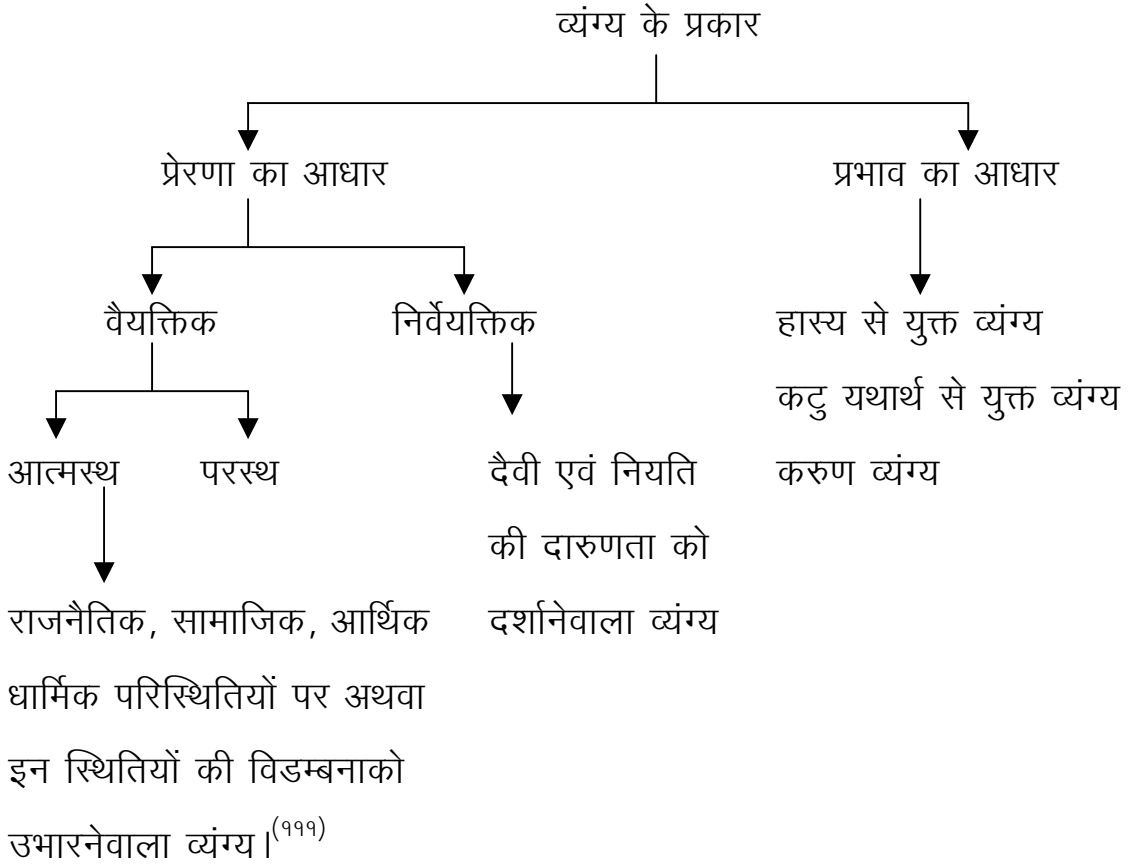 व्यंग्य के प्रकार
प्रेरणा का आधार
प्रभाव का आधार
वैयक्तिक
निर्वेयक्तिक
हास्य से युक्त व्यंग्य
कटु यथार्थ से युक्त व्यंग्य
करुण व्यंग्य
आत्मस्थ
परस्थ
दैवी एवं नियति
की दारुणता को
दर्शानेवाला व्यंग्य
राजनैतिक, सामाजिक, आर्थिक
धार्मिक परिस्थितियों पर अथवा
इन स्थितियों की विडम्बनाको
उभारनेवाला व्यंग्य।(१११)